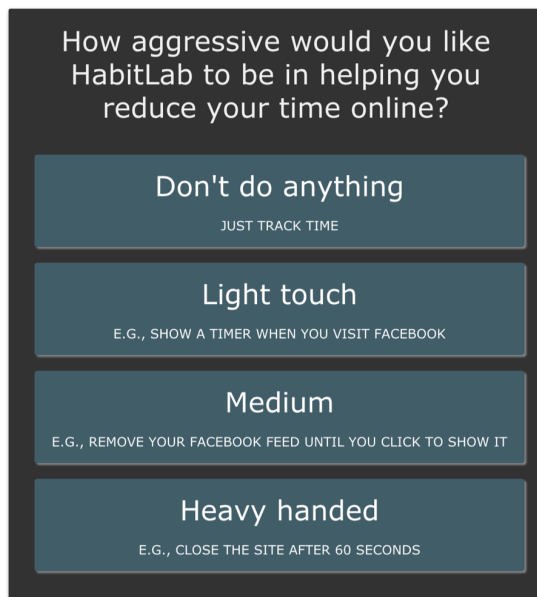 How aggressive would you like
HabitLab to be in helping you
reduce your time online?
Don't do anything
JUST TRACK TIME
Light touch
E.G., SHOW A TIMER WHEN YOU VISIT FACEBOOK
Medium
E.G., REMOVE YOUR FACEBOOK FEED UNTIL YOU CLICK TO SHOW IT
Heavy handed
E.G., CLOSE THE SITE AFTER 60 SECONDS